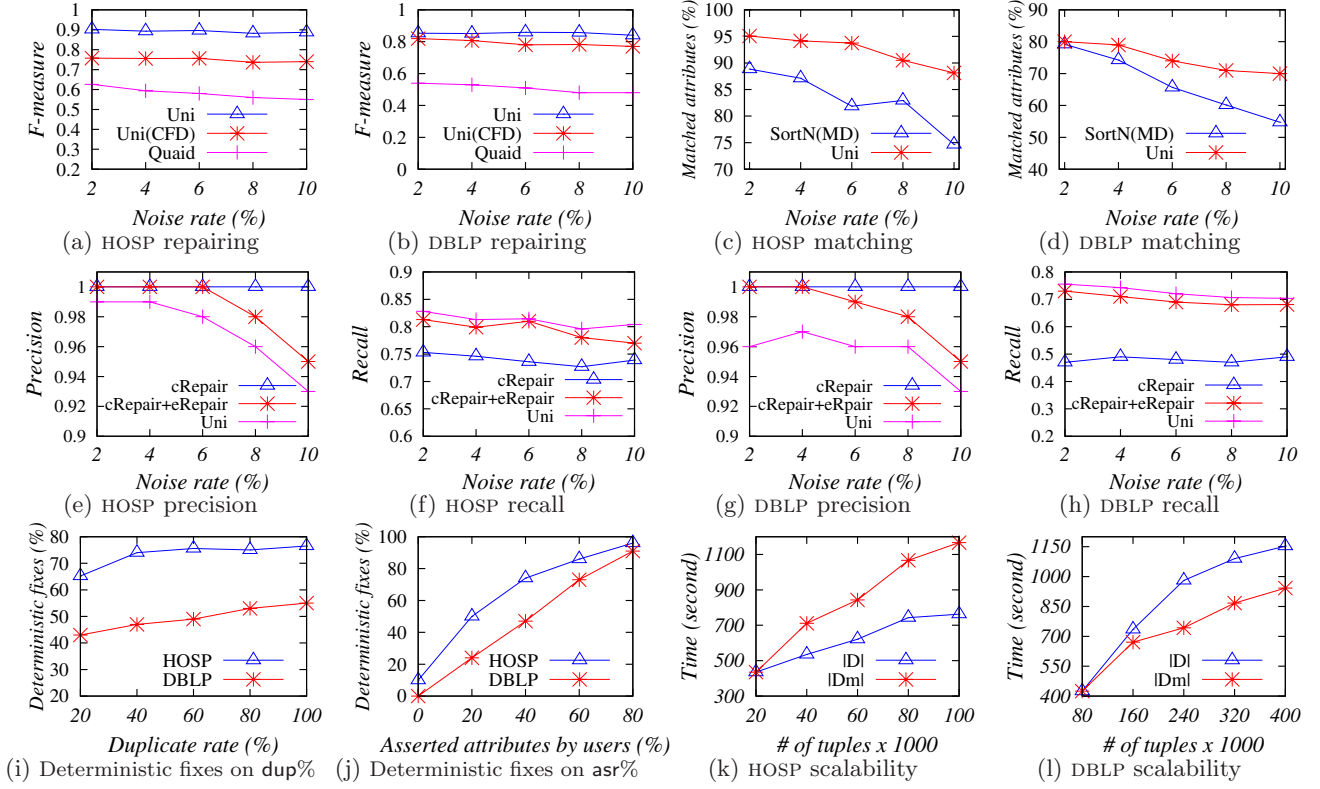 F-measure
1
0.9
0.8
0.7
0.6
0.5
0.4
0.3
0.2
2 4 6 8 10
Uni
Uni(CFD)
Quaid
Noise rate (%)
(a) HOSP repairing
F-measure
1
0.8
0.6
0.4
0.2
0
2 4 6 8 10
Uni
Uni(CFD)
Quaid
Noise rate (%)
(b) DBLP repairing
Matched attributes (%)
100
95
90
85
80
75
70
2 4 6 8 10
SortN(MD)
Uni
Noise rate (%)
(c) HOSP matching
Matched attributes (%)
90
80
70
60
50
40
2 4 6 8 10
SortN(MD)
Uni
Noise rate (%)
(d) DBLP matching
Precision
1
0.98
0.96
0.94
0.92
0.9
2 4 6 8 10
cRepair
cRepair+eRepair
Uni
Noise rate (%)
(e) HOSP precision
Recall
0.9
0.85
0.8
0.75
0.7
0.65
0.6
2 4 6 8 10
cRepair
cRepair+eRepair
Uni
Noise rate (%)
(f) HOSP recall
Precision
1
0.98
0.96
0.94
0.92
0.9
2 4 6 8 10
cRepair
cRepair+eRpair
Uni
Noise rate (%)
(g) DBLP precision
Recall
0.8
0.7
0.6
0.5
0.4
0.3
0.2
2 4 6 8 10
cRepair
cRepair+eRepair
Uni
Noise rate (%)
(h) DBLP recall
Deterministic fixes (%)
80
70
60
50
40
30
20
20 40 60 80 100
HOSP
DBLP
Duplicate rate (%)
(i) Deterministic fixes on dup%
Deterministic fixes (%)
100
80
60
40
20
0
0 20 40 60 80
HOSP
DBLP
Asserted attributes by users (%)
(j) Deterministic fixes on asr%
Time (second)
1100
900
700
500
300
20 40 60 80 100
|D|
|Dm|
# of tuples x 1000
(k) HOSP scalability
Time (second)
1150
1000
850
700
550
400
80 160 240 320 400
|D|
|Dm|
# of tuples x 1000
(l) DBLP scalability